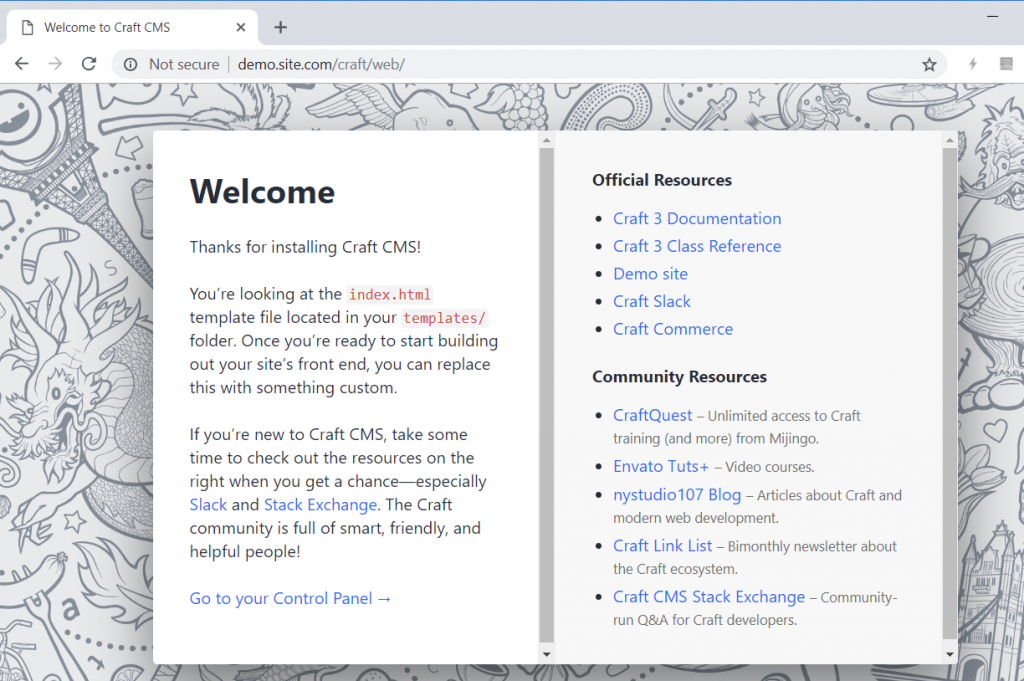 Welcome to Craft CMS
Not secure
demo.site.com/craft/web/
Welcome
Thanks for installing Craft CMS!
You’re looking at the index.html
template file located in your templates/
folder. Once you’re ready to start building
out your site’s front end, you can replace
this with something custom.
If you’re new to Craft CMS, take some
time to check out the resources on the
right when you get a chance—especially
Slack and Stack Exchange. The Craft
community is full of smart, friendly, and
helpful people!
Go to your Control Panel →
Official Resources
• Craft 3 Documentation
• Craft 3 Class Reference
• Demo site
• Craft Slack
• Craft Commerce
Community Resources
• CraftQuest – Unlimited access to Craft
training (and more) from Mijingo.
• Envato Tuts+ – Video courses.
• nystudio107 Blog – Articles about Craft and
modern web development.
• Craft Link List – Bimonthly newsletter about
the Craft ecosystem.
• Craft CMS Stack Exchange – Community-
run Q&A for Craft developers.